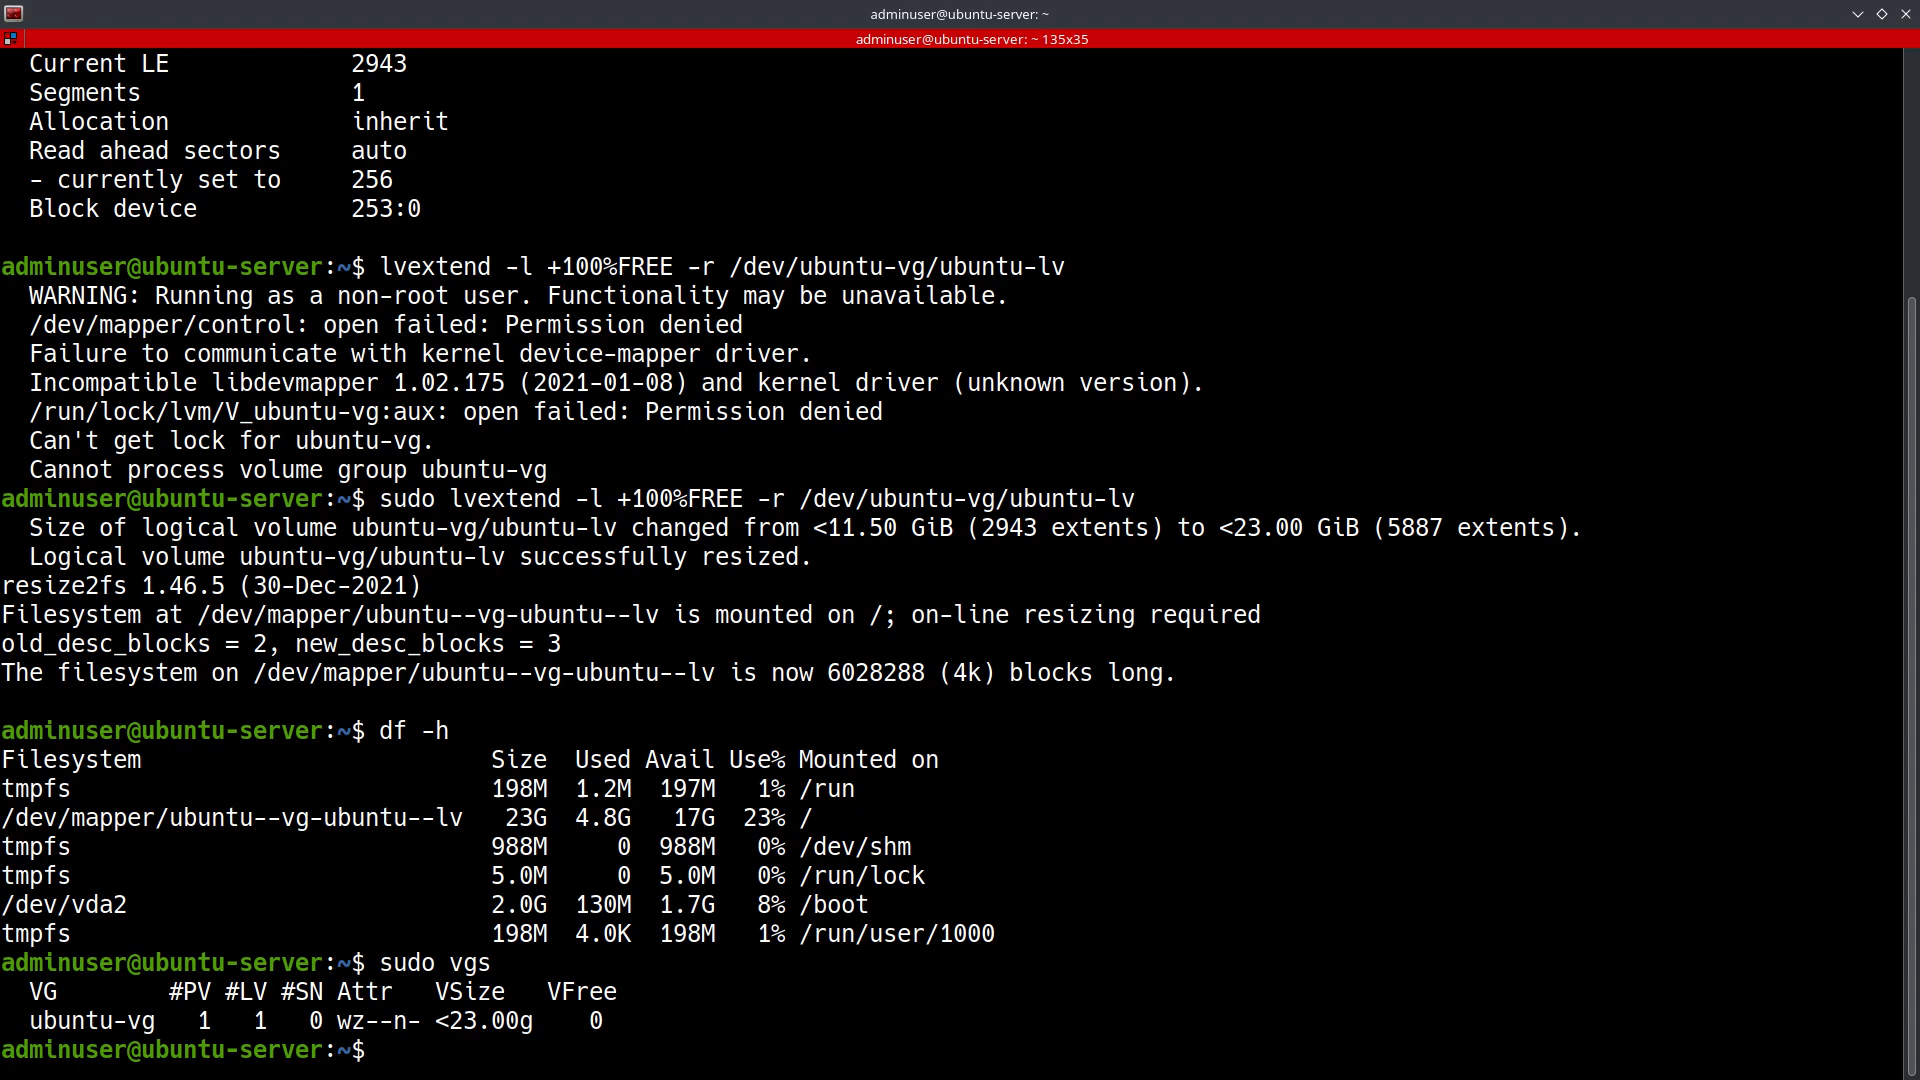 adminuser@ubuntu-server: ~
adminuser@ubuntu-server: ~ 135x35
  Current LE             2943
  Segments               1
  Allocation             inherit
  Read ahead sectors     auto
  - currently set to     256
  Block device           253:0

adminuser@ubuntu-server:~$ lvextend -l +100%FREE -r /dev/ubuntu-vg/ubuntu-lv
  WARNING: Running as a non-root user. Functionality may be unavailable.
  /dev/mapper/control: open failed: Permission denied
  Failure to communicate with kernel device-mapper driver.
  Incompatible libdevmapper 1.02.175 (2021-01-08) and kernel driver (unknown version).
  /run/lock/lvm/V_ubuntu-vg:aux: open failed: Permission denied
  Can't get lock for ubuntu-vg.
  Cannot process volume group ubuntu-vg
adminuser@ubuntu-server:~$ sudo lvextend -l +100%FREE -r /dev/ubuntu-vg/ubuntu-lv
  Size of logical volume ubuntu-vg/ubuntu-lv changed from <11.50 GiB (2943 extents) to <23.00 GiB (5887 extents).
  Logical volume ubuntu-vg/ubuntu-lv successfully resized.
resize2fs 1.46.5 (30-Dec-2021)
Filesystem at /dev/mapper/ubuntu--vg-ubuntu--lv is mounted on /; on-line resizing required
old_desc_blocks = 2, new_desc_blocks = 3
The filesystem on /dev/mapper/ubuntu--vg-ubuntu--lv is now 6028288 (4k) blocks long.

adminuser@ubuntu-server:~$ df -h
Filesystem                         Size  Used Avail Use% Mounted on
tmpfs                              198M  1.2M  197M   1% /run
/dev/mapper/ubuntu--vg-ubuntu--lv   23G  4.8G   17G  23% /
tmpfs                              988M     0  988M   0% /dev/shm
tmpfs                              5.0M     0  5.0M   0% /run/lock
/dev/vda2                          2.0G  130M  1.7G   8% /boot
tmpfs                              198M  4.0K  198M   1% /run/user/1000
adminuser@ubuntu-server:~$ sudo vgs
  VG        #PV #LV #SN Attr   VSize   VFree
  ubuntu-vg   1   1   0 wz--n- <23.00g    0
adminuser@ubuntu-server:~$